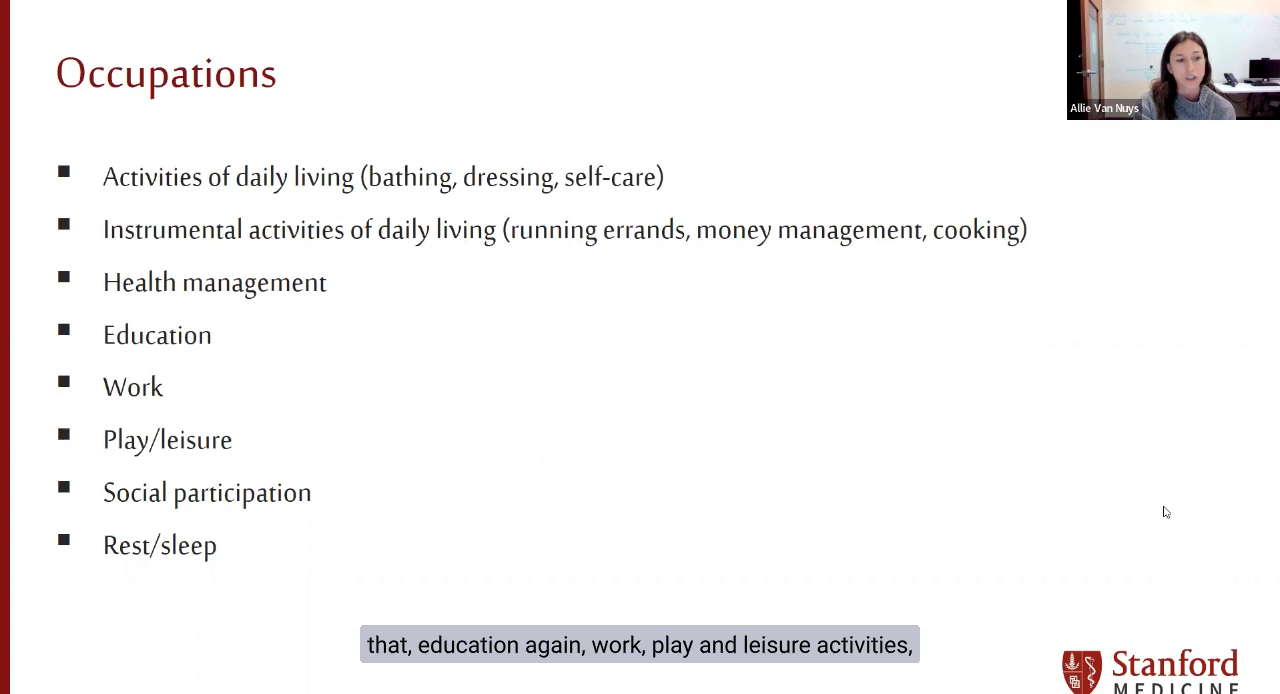 Occupations
Allie Van Nuys
Activities of daily living (bathing, dressing, self-care)
Instrumental activities of daily living (running errands, money management, cooking)
Health management
Education
Work
Play/leisure
Social participation
Rest/sleep
that, education again, work, play and leisure activities,
Stanford
MEDICINE